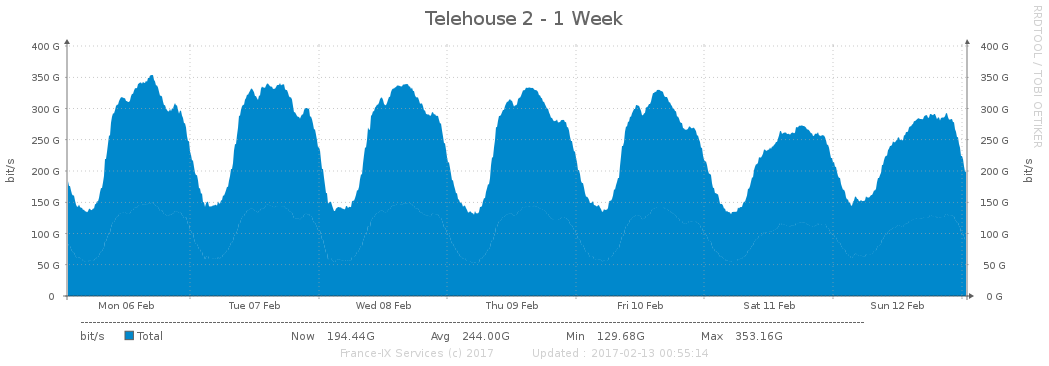 Telehouse 2 - 1 Week
RRDTOOL / TOBI OETIKER
400 G 400 G
350 G 350 G
300 G 300 G
250 G 250 G
200 G 200 G
150 G 150 G
100 G 100 G
50 G 50 G
0 0 G
bit/s
bit/s
Mon 06 Feb Tue 07 Feb Wed 08 Feb Thu 09 Feb Fri 10 Feb Sat 11 Feb Sun 12 Feb
bit/s Total Now 194.44G Avg 244.00G Min 129.68G Max 353.16G
France-IX Services (c) 2017 Updated : 2017-02-13 00:55:14